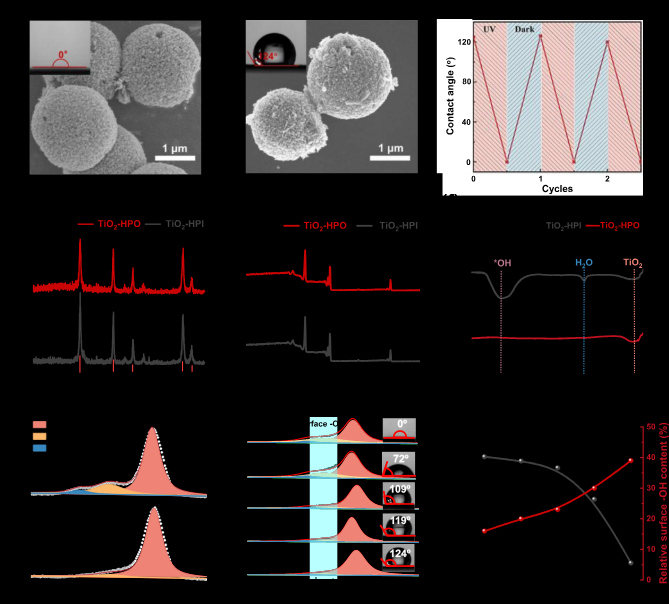 0°
1 µm
124°
1 µm
UV
Dark
Contact angle (°)
120
80
40
0
0
1
2
Cycles
TiO2-HPO
TiO2-HPI
TiO2-HPO
TiO2-HPI
TiO2-HPI
TiO2-HPO
*OH
H2O
TiO2
rface -O
0°
72°
109°
119°
124°
50
40
30
20
10
0
Relative surface -OH content (%)